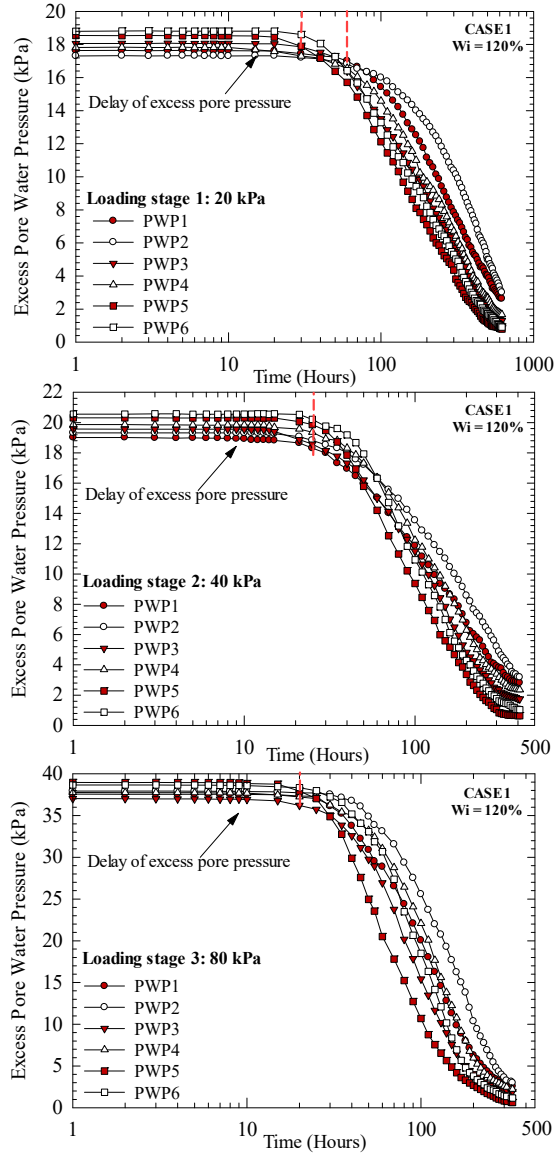 20
18
16
14
12
10
8
6
4
2
0
Excess Pore Water Pressure (kPa)
CASE1
Wi = 120%
Delay of excess pore pressure
Loading stage 1: 20 kPa
PWP1
PWP2
PWP3
PWP4
PWP5
PWP6
1 10 100 1000
Time (Hours)
22
20
18
16
14
12
10
8
6
4
2
0
Excess Pore Water Pressure (kPa)
CASE1
Wi = 120%
Delay of excess pore pressure
Loading stage 2: 40 kPa
PWP1
PWP2
PWP3
PWP4
PWP5
PWP6
1 10 100 500
Time (Hours)
40
35
30
25
20
15
10
5
0
Excess Pore Water Pressure (kPa)
CASE1
Wi = 120%
Delay of excess pore pressure
Loading stage 3: 80 kPa
PWP1
PWP2
PWP3
PWP4
PWP5
PWP6
1 10 100 500
Time (Hours)